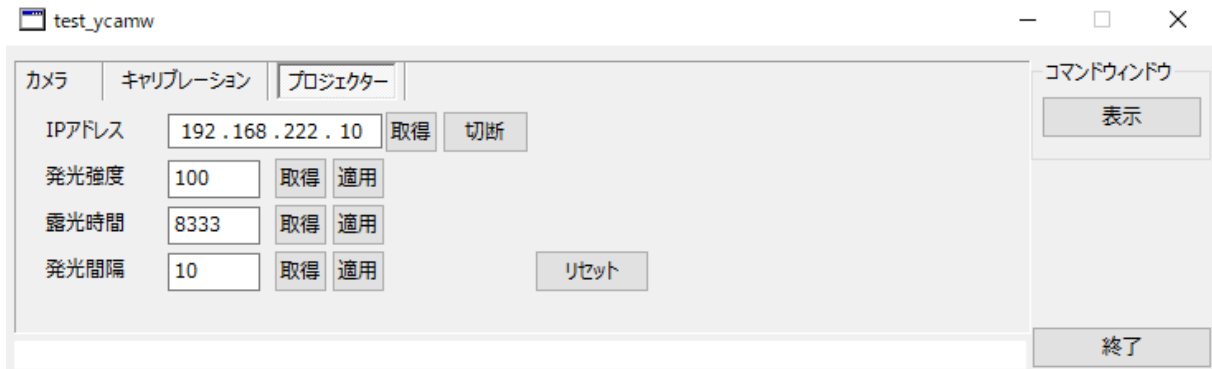 test_ycamw
カメラ キャリブレーション プロジェクター
コマンドウィンドウ
表示
IPアドレス 192 . 168 . 222 . 10 取得 切断
発光強度 100 取得 適用
露光時間 8333 取得 適用
発光間隔 10 取得 適用 リセット
終了